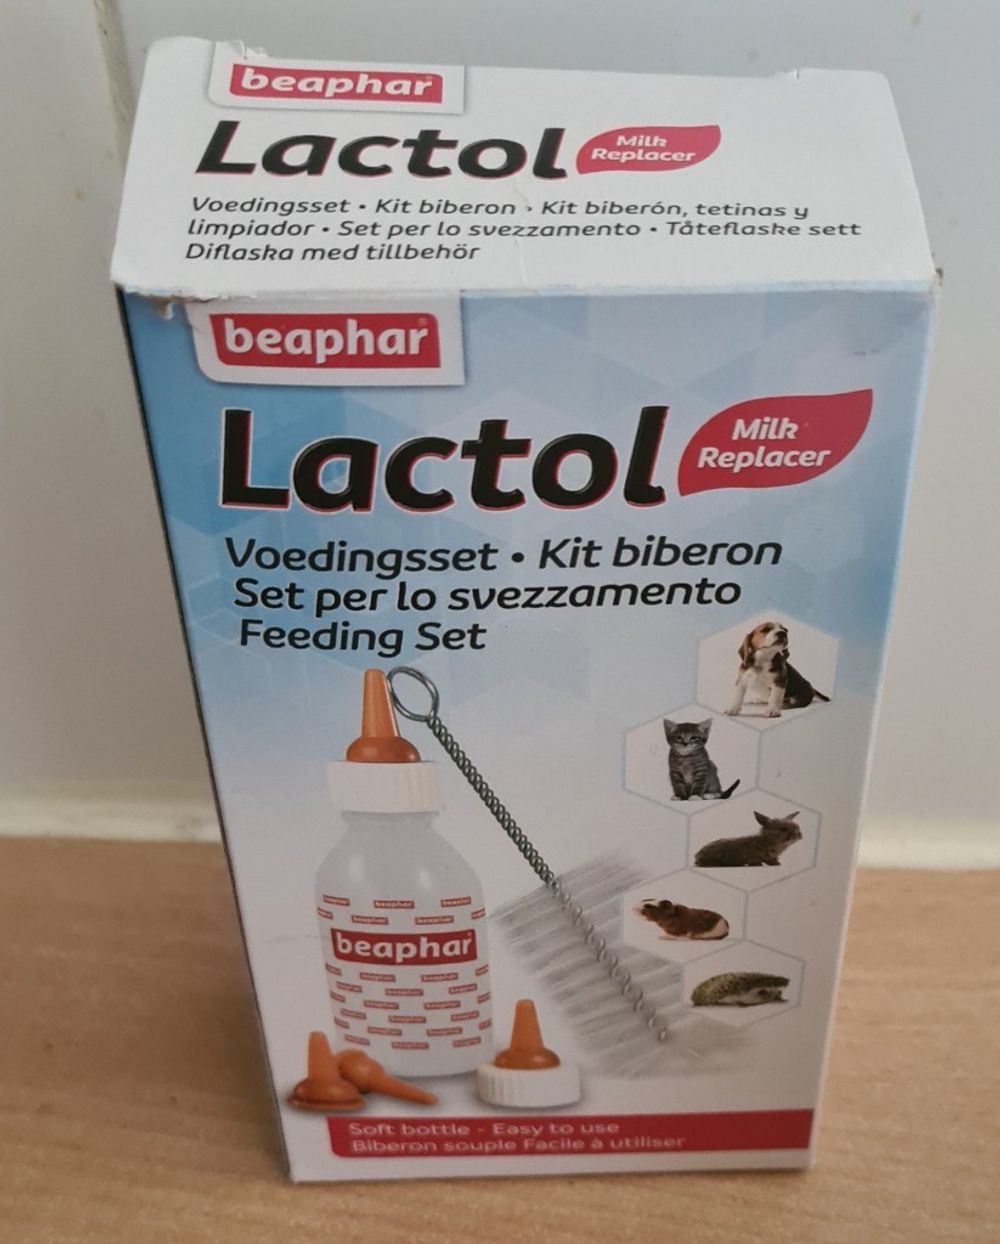 beaphar
Lactol
Milk
Replacer
Voedingsset • Kit biberon • Kit biberón, tetinas y
limpiador • Set per lo svezzamento • Tåteflaske sett
Diflaska med tillbehör
beaphar®
Lactol
Milk
Replacer
Voedingsset • Kit biberon
Set per lo svezzamento
Feeding Set
beaphar
Soft bottle - Easy to use
Biberon souple Facile à utiliser